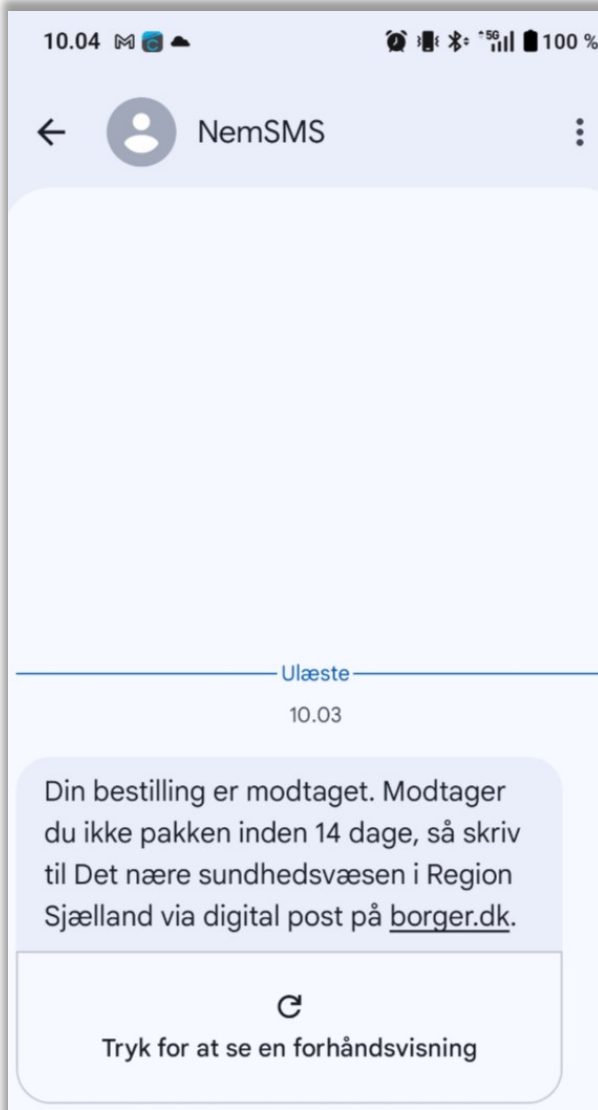 10.04
5G 100 %
NemSMS
Ulæste
10.03
Din bestilling er modtaget. Modtager
du ikke pakken inden 14 dage, så skriv
til Det nære sundhedsvæsen i Region
Sjælland via digital post på borger.dk.
Tryk for at se en forhåndsvisning